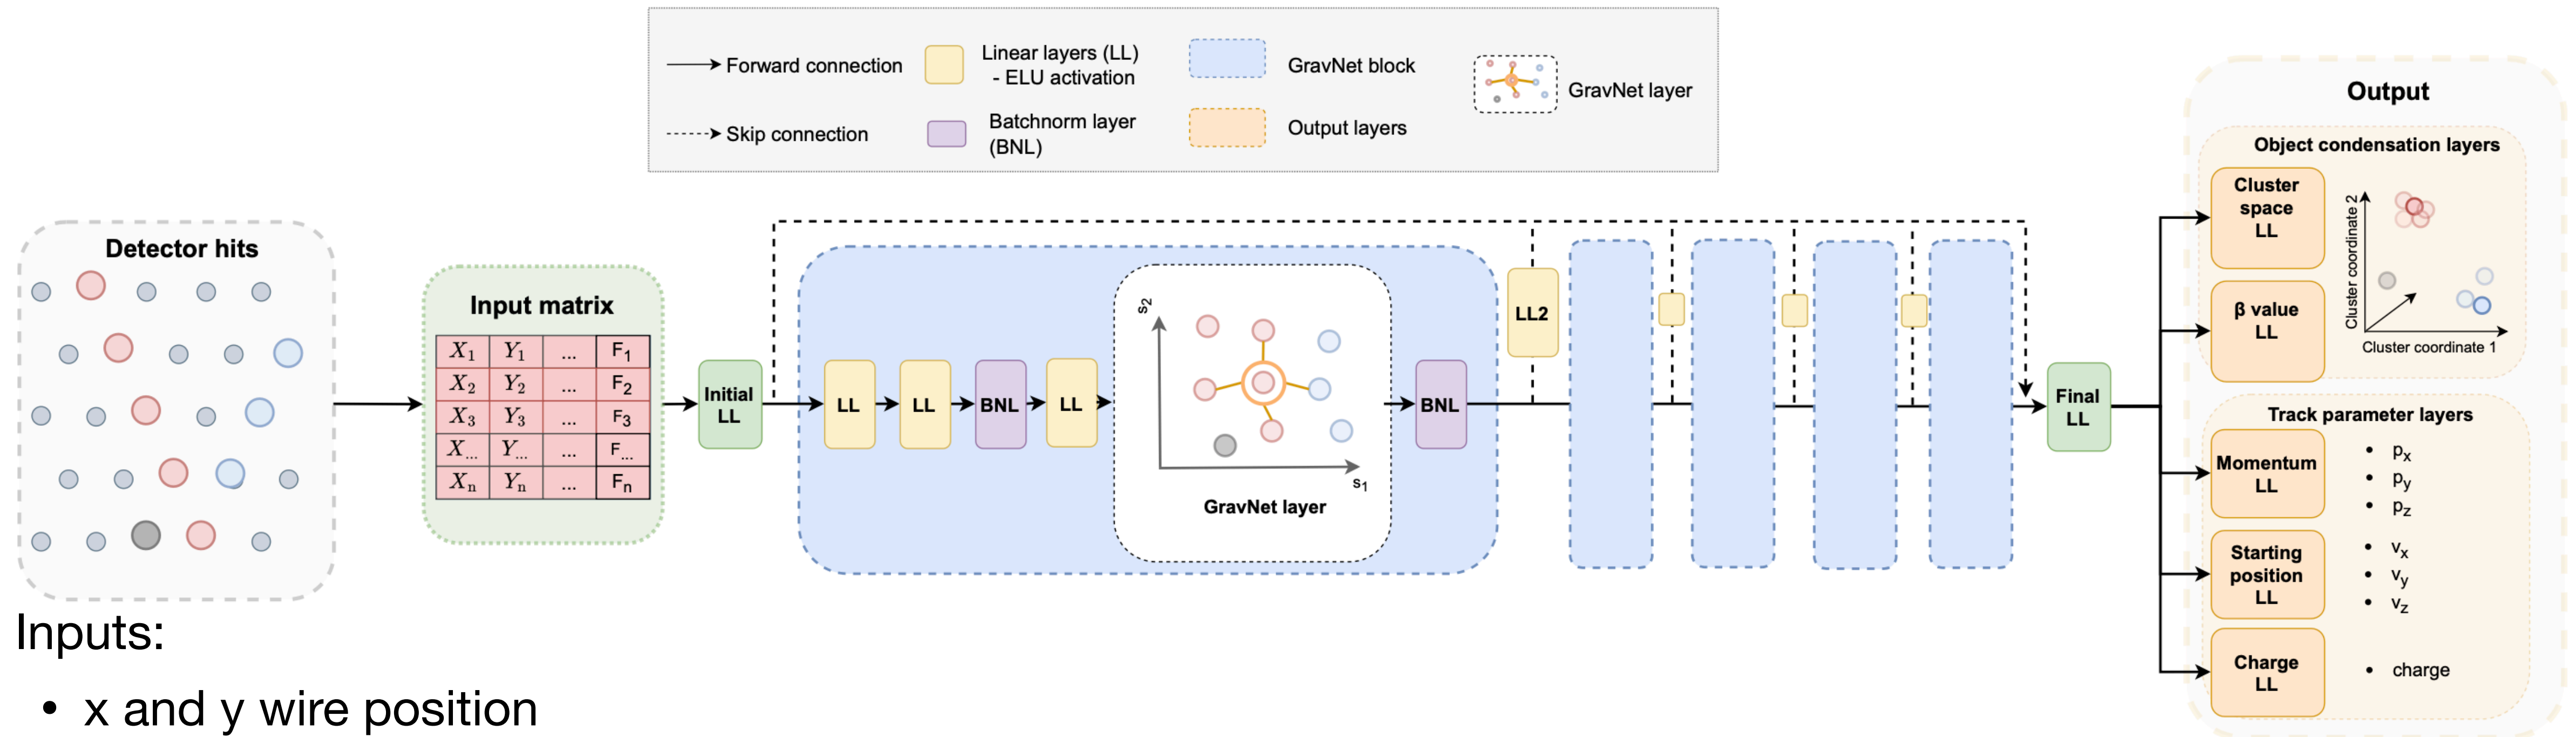 Forward connection
Skip connection
Linear layers (LL)
- ELU activation
Batchnorm layer
(BNL)
GravNet block
Output layers
GravNet layer
Detector hits
Input matrix
X1 Y1 ... F1
X2 Y2 ... F2
X3 Y3 ... F3
X... Y... ... F...
Xn Yn ... Fn
Initial
LL
LL
LL
BNL
LL
s2
s1
GravNet layer
BNL
LL2
Final
LL
Output
Object condensation layers
Cluster
space
LL
β value
LL
Cluster coordinate 2
Cluster coordinate 1
Track parameter layers
Momentum
LL
• px
• py
• pz
Starting
position
LL
• vx
• vy
• vz
Charge
LL
• charge
Inputs:
• x and y wire position